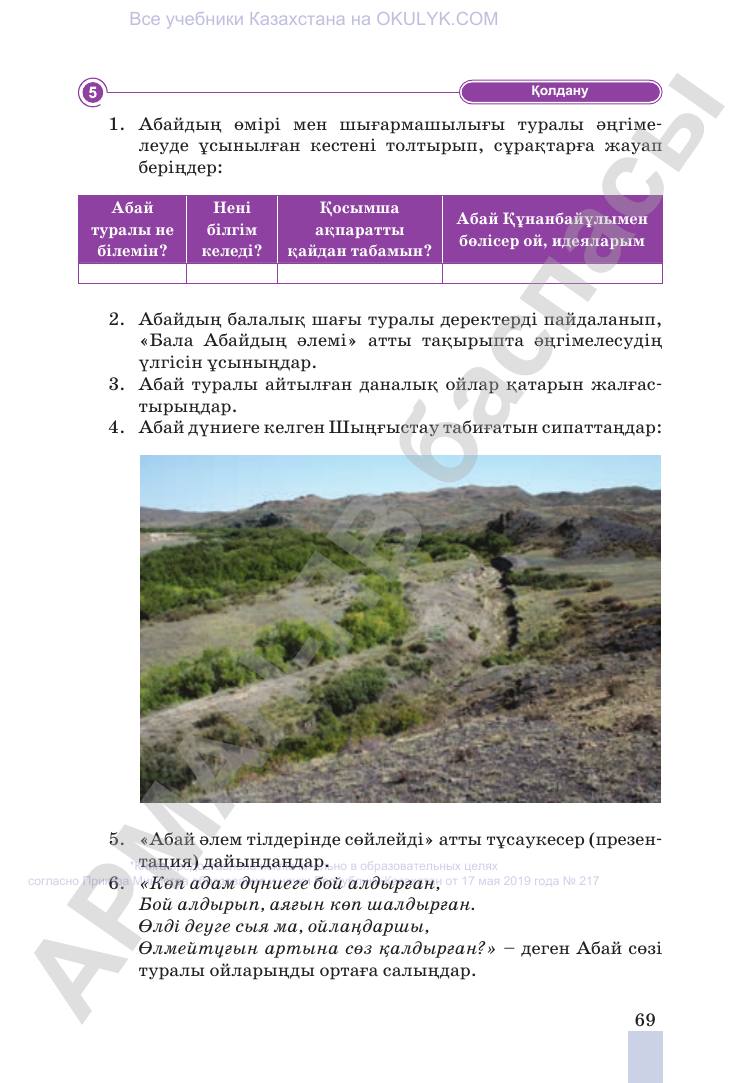 Все учебники Казахстана на OKULYK.COM
5
Қолдану
1. Абайдың өмірі мен шығармашылығы туралы әңгіме-
леуде ұсынылған кестені толтырып, сұрақтарға жауап
беріңдер:
Абай туралы не білемін?
Нені білгім келеді?
Қосымша ақпаратты қайдан табамын?
Абай Құнанбайұлымен бөлісер ой, идеяларым
2. Абайдың балалық шағы туралы деректерді пайдаланып,
«Бала Абайдың әлемі» атты тақырыпта әңгімелесудің
үлгісін ұсыныңдар.
3. Абай туралы айтылған даналық ойлар қатарын жалғас-
тырыңдар.
4. Абай дүниеге келген Шыңғыстау табиғатын сипаттаңдар:
5. «Абай әлем тілдерінде сөйлейді» атты тұсаукесер (презен-
тация) дайындаңдар.
6. «Көп адам дүниеге бой алдырған,
Бой алдырып, аяғын көп шалдырған.
Өлді деуге сыя ма, ойлаңдаршы,
Өлмейтұғын артына сөз қалдырған?» – деген Абай сөзі
туралы ойларыңды ортаға салыңдар.
69
АРМАН-ПВ баспасы